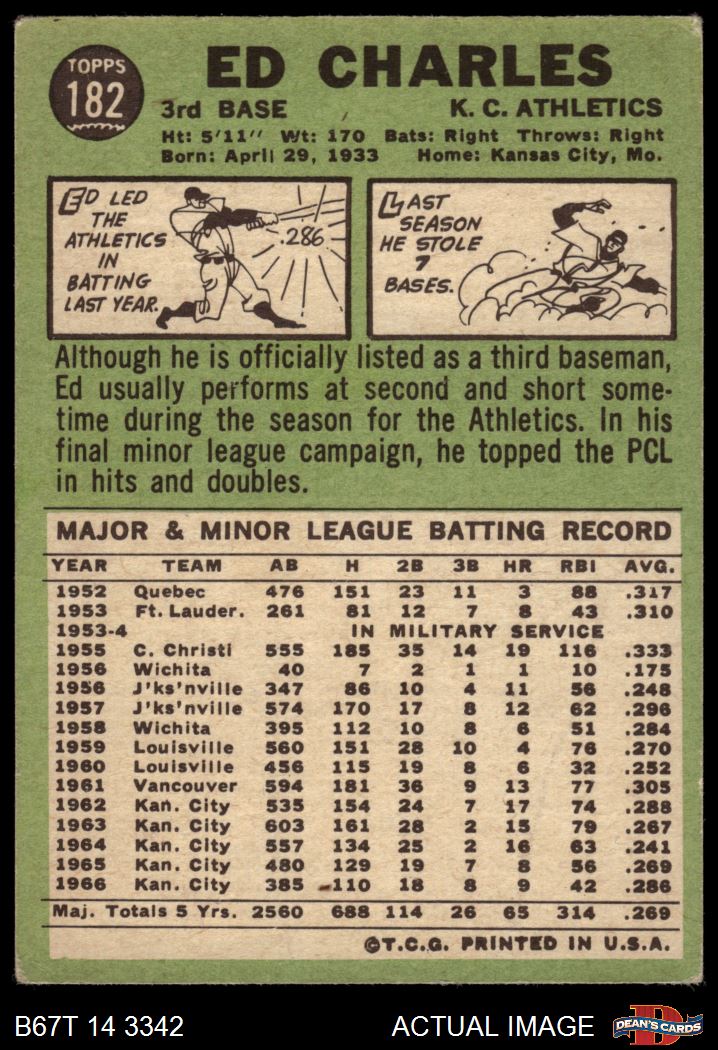 TOPPS
182
ED CHARLES
3rd BASE K. C. ATHLETICS
Ht: 5'11" Wt: 170 Bats: Right Throws: Right
Born: April 29, 1933 Home: Kansas City, Mo.
ED LED
THE
ATHLETICS
IN
BATTING
LAST YEAR.
.286
LAST
SEASON
HE STOLE
7
BASES.
Although he is officially listed as a third baseman,
Ed usually performs at second and short some-
time during the season for the Athletics. In his
final minor league campaign, he topped the PCL
in hits and doubles.
MAJOR & MINOR LEAGUE BATTING RECORD
YEAR TEAM AB H 2B 3B HR RBI AVG.
1952 Quebec 476 151 23 11 3 88 .317
1953 Ft. Lauder. 261 81 12 7 8 43 .310
1953-4 IN MILITARY SERVICE
1955 C. Christi 555 185 35 14 19 116 .333
1956 Wichita 40 7 2 1 1 10 .175
1956 J'ks'nville 347 86 10 4 11 56 .248
1957 J'ks'nville 574 170 17 8 12 62 .296
1958 Wichita 395 112 10 8 6 51 .284
1959 Louisville 560 151 28 10 4 76 .270
1960 Louisville 456 115 19 8 6 32 .252
1961 Vancouver 594 181 36 9 13 77 .305
1962 Kan. City 535 154 24 7 17 74 .288
1963 Kan. City 603 161 28 2 15 79 .267
1964 Kan. City 557 134 25 2 16 63 .241
1965 Kan. City 480 129 19 7 8 56 .269
1966 Kan. City 385 110 18 8 9 42 .286
Maj. Totals 5 Yrs. 2560 688 114 26 65 314 .269
©T.C.G. PRINTED IN U.S.A.
B67T 14 3342 ACTUAL IMAGE
D
DEAN'S CARDS